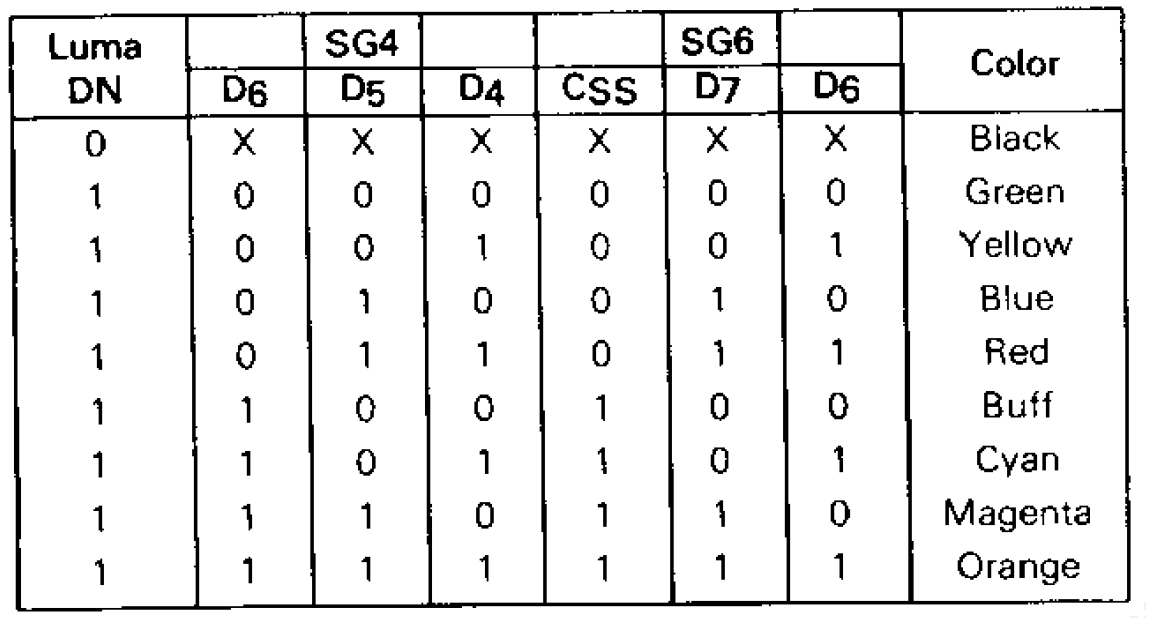 Luma DN SG4 SG6 Color
D6 D5 D4 CSS D7 D6
0 X X X X X X Black
1 0 0 0 0 0 0 Green
1 0 0 1 0 0 1 Yellow
1 0 1 0 0 1 0 Blue
1 0 1 1 0 1 1 Red
1 1 0 0 1 0 0 Buff
1 1 0 1 1 0 1 Cyan
1 1 1 0 1 1 0 Magenta
1 1 1 1 1 1 1 Orange